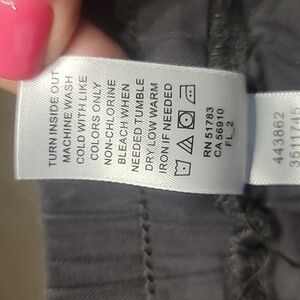 TURN INSIDE OUT
MACHINE WASH
COLD WITH LIKE
COLORS ONLY
NON-CHLORINE
BLEACH WHEN
NEEDED TUMBLE
DRY LOW WARM
IRON IF NEEDED
RN 51783
CA 56910
FL_2
443862
3511745